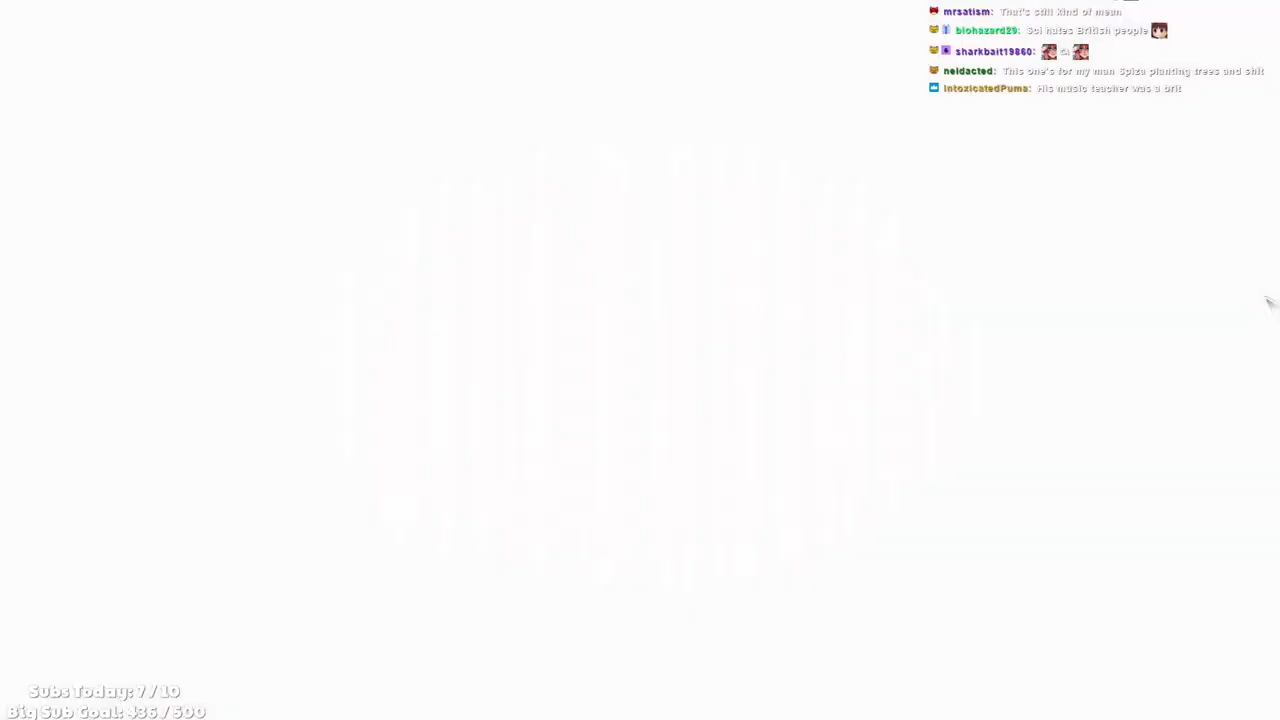 mrsatism: That's still kind of mean
biohazard29: Sci hates British people
sharkbait19860:
neidacted: This one's for my man Spiza planting trees and shit
IntoxicatedPuma: His music teacher was a brit
Subs Today: 7 / 10
Big Sub Goal: 436 / 500